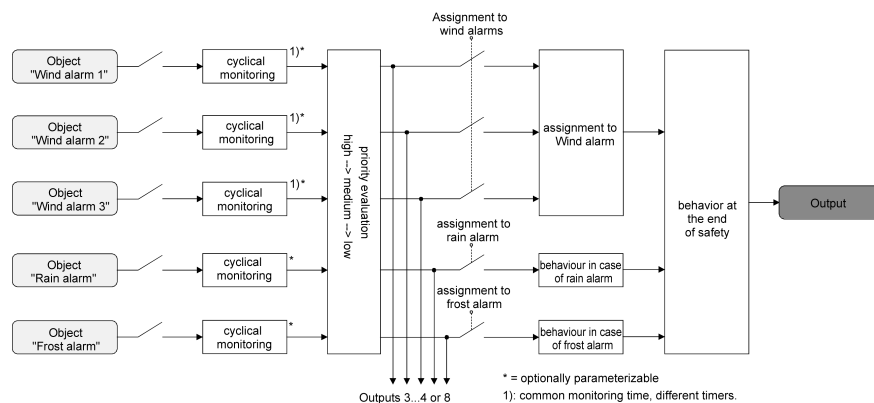 Assignment to
wind alarms
Object
"Wind alarm 1"
cyclical
monitoring
1)*
Object
"Wind alarm 2"
cyclical
monitoring
1)*
Object
"Wind alarm 3"
cyclical
monitoring
1)*
Object
"Rain alarm"
cyclical
monitoring
*
Object
"Frost alarm"
cyclical
monitoring
*
priority evaluation
high --> medium --> low
assignment to
Wind alarm
assignment to
rain alarm
behaviour in case
of rain alarm
assignment to
frost alarm
behaviour in case
of frost alarm
behavior at
the end
of safety
Output
Outputs 3...4 or 8
* = optionally parameterizable
1): common monitoring time, different timers.